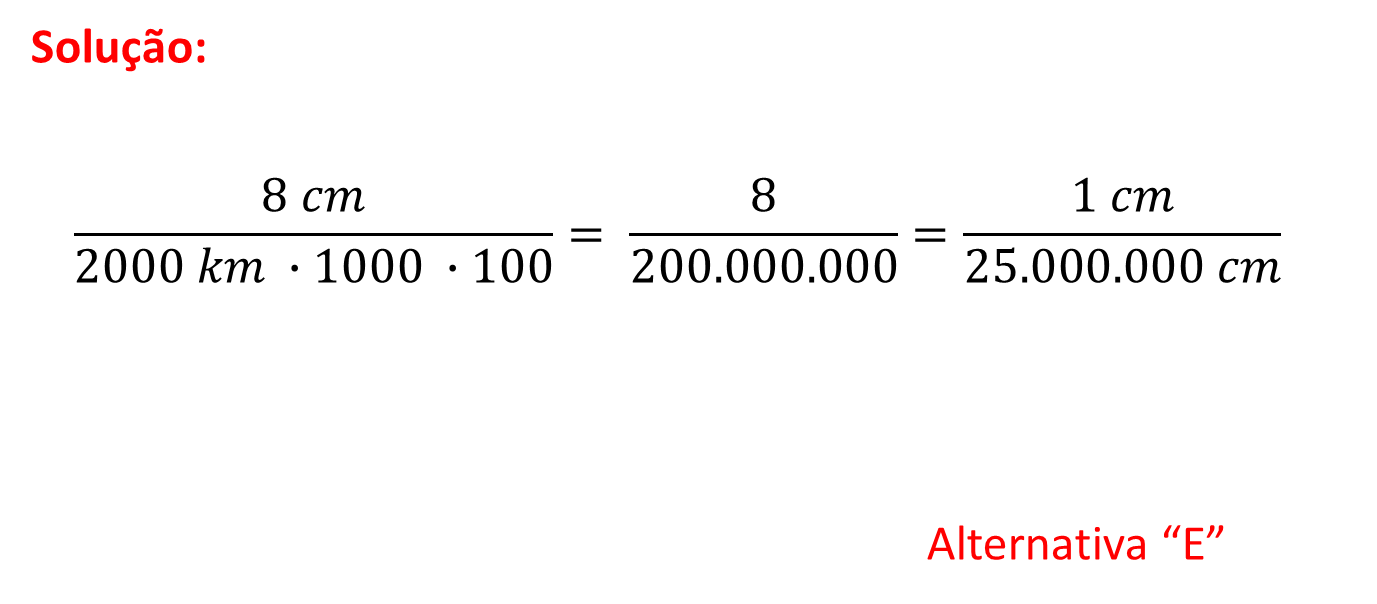 Solução:
8 cm / 2000 km · 1000 · 100 = 8 / 200.000.000 = 1 cm / 25.000.000 cm
Alternativa “E”